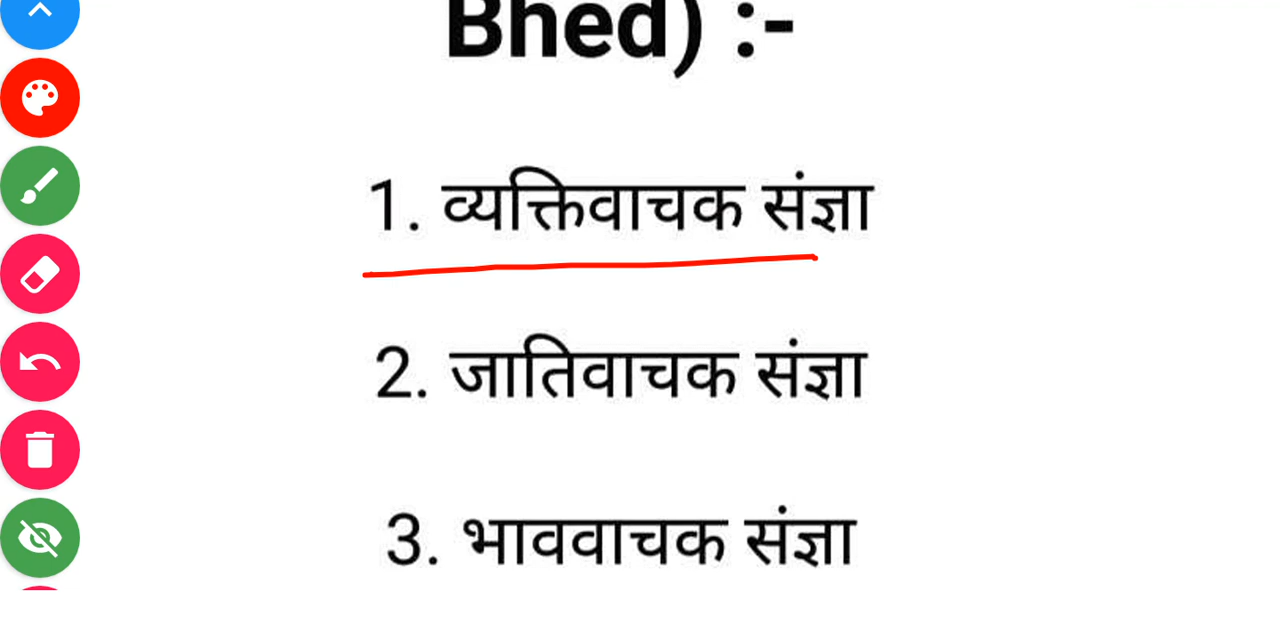 Bhed) :-
1. व्यक्तिवाचक संज्ञा
2. जातिवाचक संज्ञा
3. भाववाचक संज्ञा